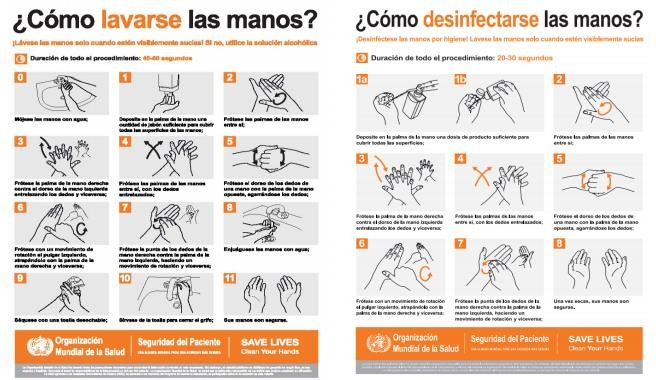 ¿Cómo lavarse las manos?
¡Lávese las manos solo cuando estén visiblemente sucias! Si no, utilice la solución alcohólica
Duración de todo el procedimiento: 40-60 segundos
0
Mójese las manos con agua;
1
Deposite en la palma de la mano una
cantidad de jabón suficiente para cubrir
todas las superficies de las manos;
2
Frótese las palmas de las manos
entre sí;
3
Frótese la palma de la mano derecha
contra el dorso de la mano izquierda
entrelazando los dedos y viceversa;
4
Frótese las palmas de las manos
entre sí, con los dedos
entrelazados;
5
Frótese el dorso de los dedos de
una mano con la palma de la mano
opuesta, agarrándose los dedos;
6
Frótese con un movimiento de
rotación el pulgar izquierdo,
atrapándolo con la palma de la
mano derecha y viceversa;
7
Frótese la punta de los dedos de la
mano derecha contra la palma de la
mano izquierda, haciendo un
movimiento de rotación y viceversa;
8
Enjuáguese las manos con agua;
9
Séquese con una toalla desechable;
10
Sírvase de la toalla para cerrar el grifo;
11
Sus manos son seguras.
Organización
Mundial de la Salud
Seguridad del Paciente
UNA ALIANZA MUNDIAL PARA UNA ATENCIÓN MÁS SEGURA
SAVE LIVES
Clean Your Hands
¿Cómo desinfectarse las manos?
¡Desinféctese las manos por higiene! Lávese las manos solo cuando estén visiblemente sucias
Duración de todo el procedimiento: 20-30 segundos
1a
1b
Deposite en la palma de la mano una dosis de producto suficiente para
cubrir todas las superficies;
2
Frótese las palmas de las manos
entre sí;
3
Frótese la palma de la mano derecha
contra el dorso de la mano izquierda
entrelazando los dedos y viceversa;
4
Frótese las palmas de las manos
entre sí, con los dedos entrelazados;
5
Frótese el dorso de los dedos de
una mano con la palma de la mano
opuesta, agarrándose los dedos;
6
Frótese con un movimiento de rotación
el pulgar izquierdo, atrapándolo con la
palma de la mano derecha y viceversa;
7
Frótese la punta de los dedos de la
mano derecha contra la palma de la
mano izquierda, haciendo un
movimiento de rotación y viceversa;
8
Una vez secas, sus manos son
seguras.
Organización
Mundial de la Salud
Seguridad del Paciente
UNA ALIANZA MUNDIAL PARA UNA ATENCIÓN MÁS SEGURA
SAVE LIVES
Clean Your Hands